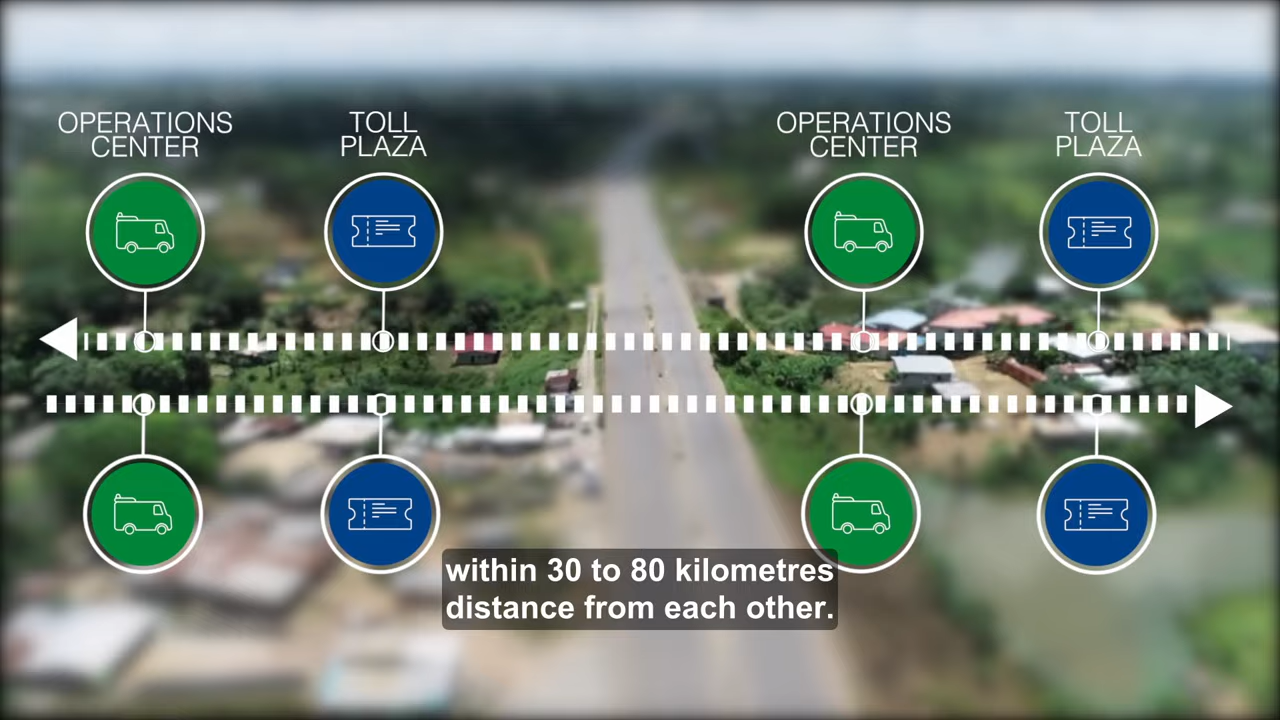 OPERATIONS
CENTER
TOLL
PLAZA
OPERATIONS
CENTER
TOLL
PLAZA
within 30 to 80 kilometres
distance from each other.